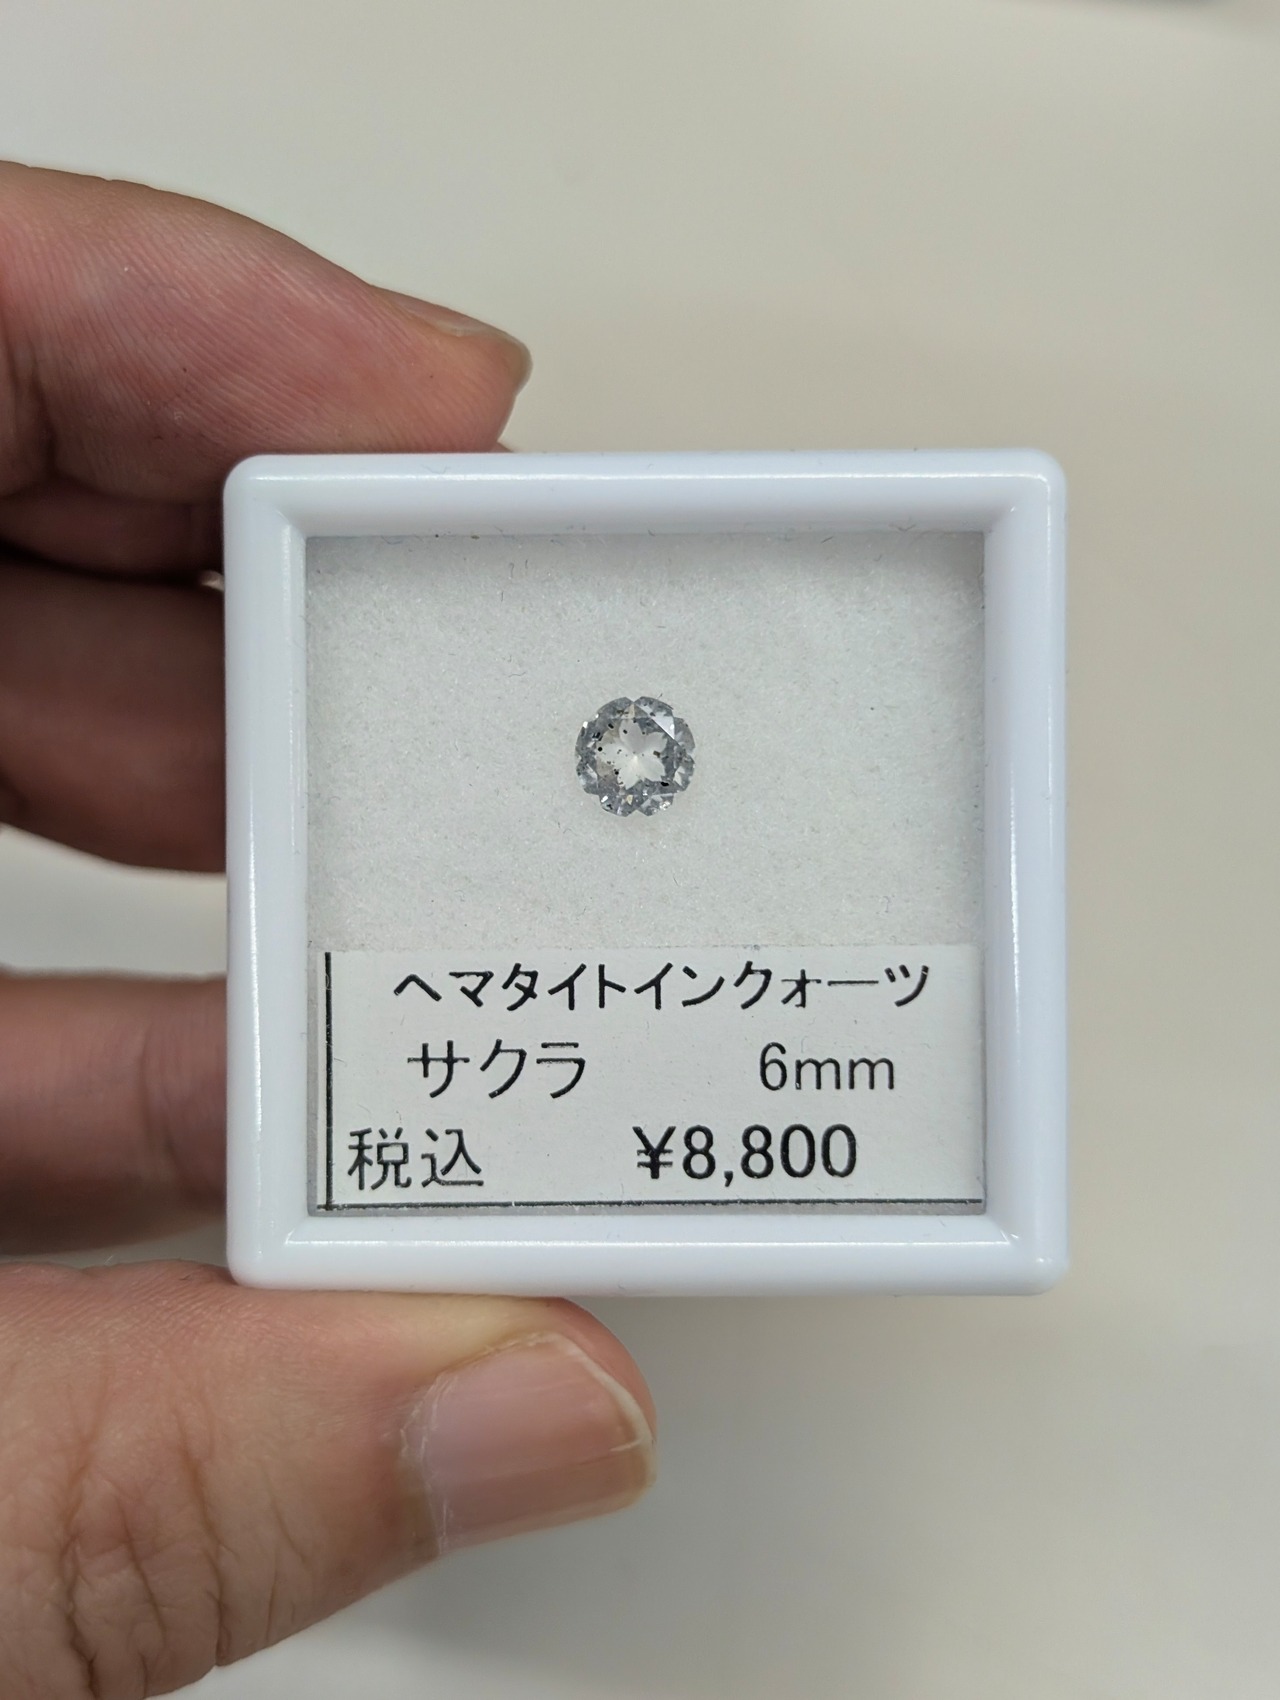 ヘマタイトインクォーツ
サクラ 6mm
税込 ¥8,800